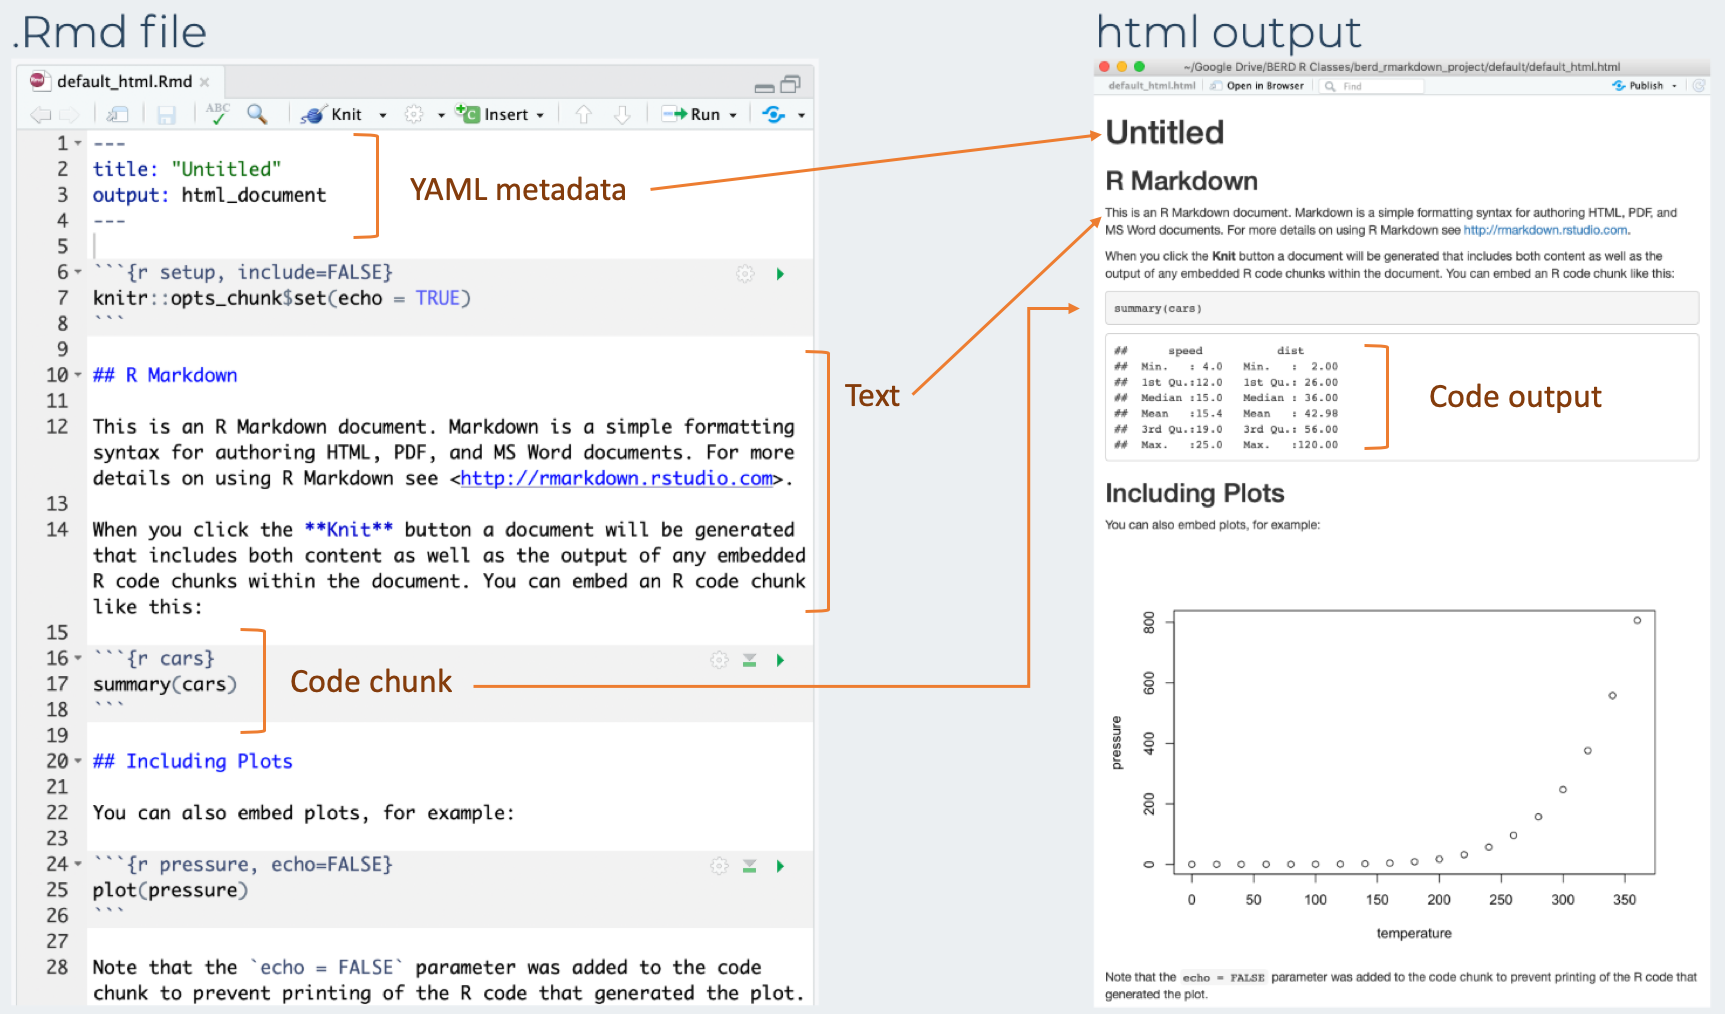 .Rmd file
default_html.Rmd
ABC
Knit
Insert
Run
1 ---
2 title: "Untitled"
3 output: html_document
4 ---
5
6 ```{r setup, include=FALSE}
7 knitr::opts_chunk$set(echo = TRUE)
8 ```
9
10 ## R Markdown
11
12 This is an R Markdown document. Markdown is a simple formatting
syntax for authoring HTML, PDF, and MS Word documents. For more
details on using R Markdown see <http://rmarkdown.rstudio.com>.
13
14 When you click the **Knit** button a document will be generated
that includes both content as well as the output of any embedded
R code chunks within the document. You can embed an R code chunk
like this:
15
16 ```{r cars}
17 summary(cars)
18 ```
19
20 ## Including Plots
21
22 You can also embed plots, for example:
23
24 ```{r pressure, echo=FALSE}
25 plot(pressure)
26 ```
27
28 Note that the `echo = FALSE` parameter was added to the code
chunk to prevent printing of the R code that generated the plot.
YAML metadata
Text
Code chunk
html output
~/Google Drive/BERD R Classes/berd_rmarkdown_project/default/default_html.html
default_html.html
Open in Browser
Find
Publish
Untitled
R Markdown
This is an R Markdown document. Markdown is a simple formatting syntax for authoring HTML, PDF, and
MS Word documents. For more details on using R Markdown see http://rmarkdown.rstudio.com.
When you click the Knit button a document will be generated that includes both content as well as the
output of any embedded R code chunks within the document. You can embed an R code chunk like this:
summary(cars)
## speed dist
## Min. : 4.0 Min. : 2.00
## 1st Qu.:12.0 1st Qu.: 26.00
## Median :15.0 Median : 36.00
## Mean :15.4 Mean : 42.98
## 3rd Qu.:19.0 3rd Qu.: 56.00
## Max. :25.0 Max. :120.00
Code output
Including Plots
You can also embed plots, for example:
800
600
400
200
0
pressure
0 50 100 150 200 250 300 350
temperature
Note that the echo = FALSE parameter was added to the code chunk to prevent printing of the R code that
generated the plot.